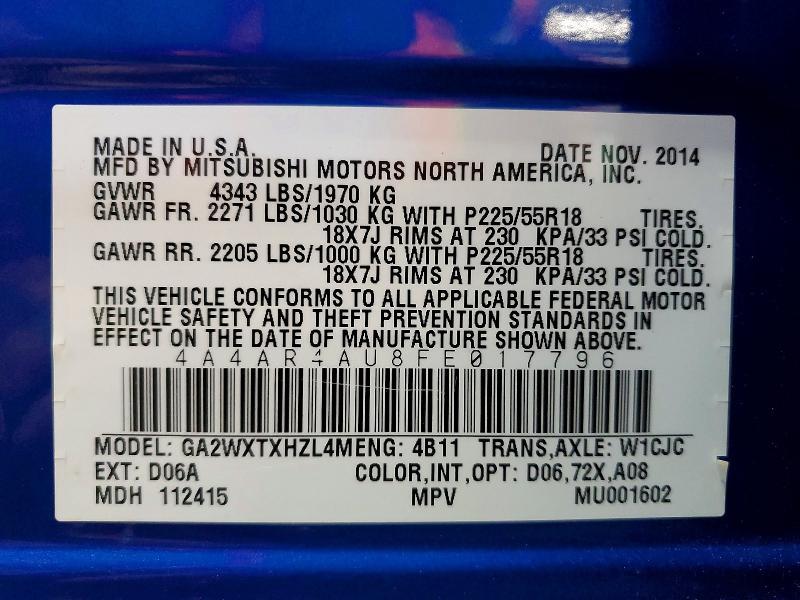 MADE IN U.S.A. DATE NOV. 2014
MFD BY MITSUBISHI MOTORS NORTH AMERICA, INC.
GVWR 4343 LBS/1970 KG
GAWR FR. 2271 LBS/1030 KG WITH P225/55R18 TIRES.
18X7J RIMS AT 230 KPA/33 PSI COLD.
GAWR RR. 2205 LBS/1000 KG WITH P225/55R18 TIRES.
18X7J RIMS AT 230 KPA/33 PSI COLD.
THIS VEHICLE CONFORMS TO ALL APPLICABLE FEDERAL MOTOR
VEHICLE SAFETY AND THEFT PREVENTION STANDARDS IN
EFFECT ON THE DATE OF MANUFACTURE SHOWN ABOVE.
4A4AR4AU8FE017796
MODEL: GA2WXTXHZL4MENG: 4B11 TRANS,AXLE: W1CJC
EXT: D06A COLOR,INT,OPT: D06,72X,A08
MDH 112415 MPV MU001602